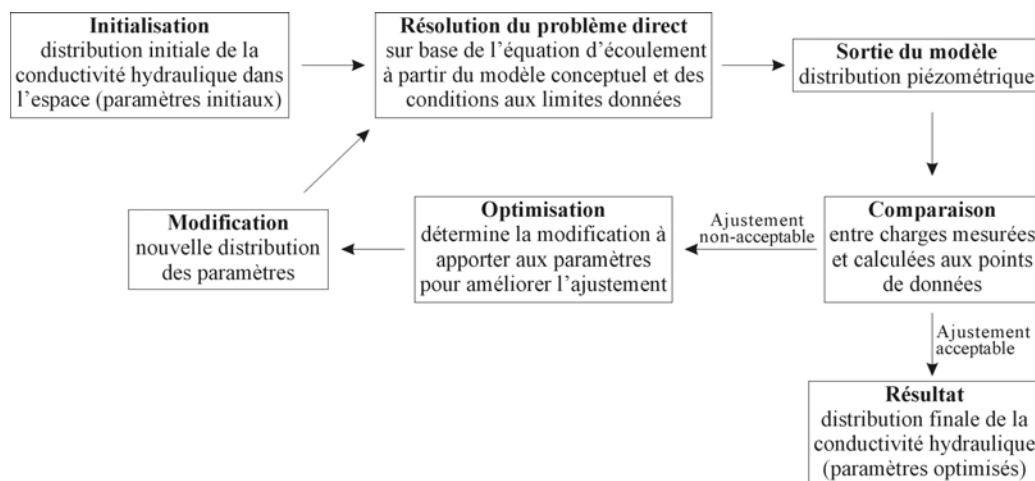 Initialisation
distribution initiale de la
conductivité hydraulique dans
l'espace (paramètres initiaux)
Résolution du problème direct
sur base de l'équation d'écoulement
à partir du modèle conceptuel et des
conditions aux limites données
Sortie du modèle
distribution piézométrique
Comparaison
entre charges mesurées
et calculées aux points
de données
Ajustement
non-acceptable
Optimisation
détermine la modification à
apporter aux paramètres
pour améliorer l'ajustement
Modification
nouvelle distribution
des paramètres
Ajustement
acceptable
Résultat
distribution finale de la
conductivité hydraulique
(paramètres optimisés)